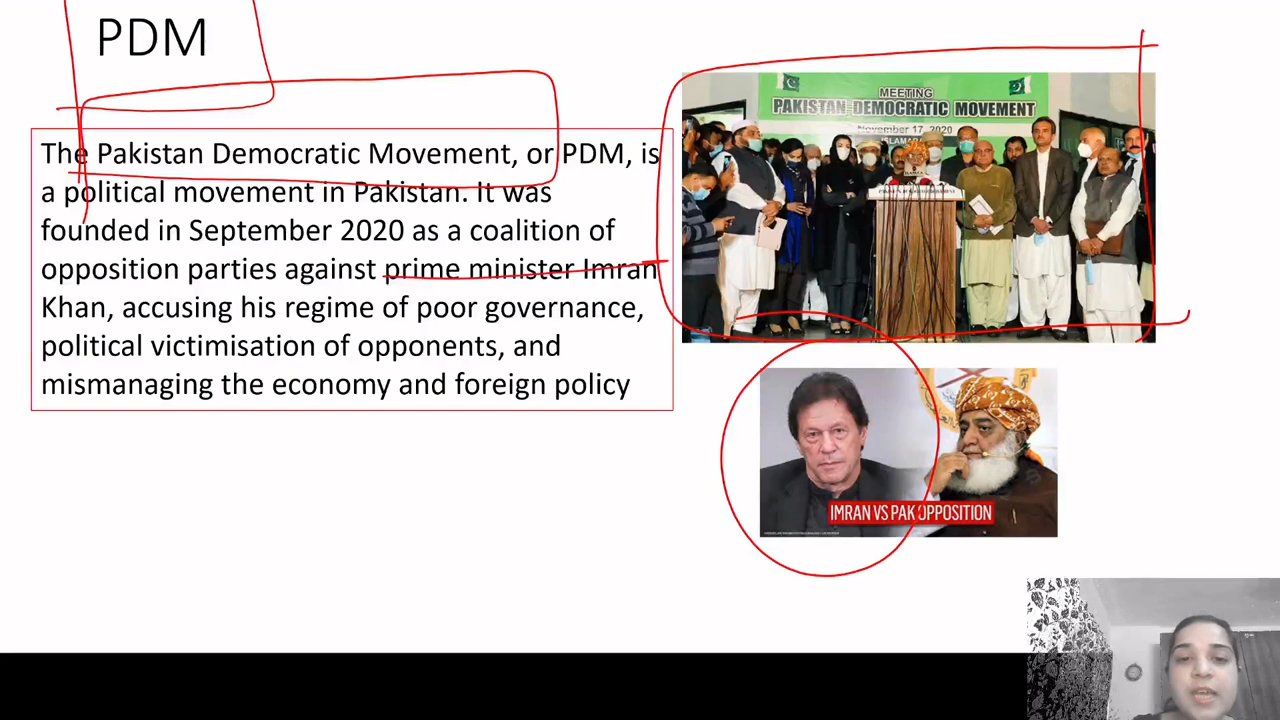 PDM
The Pakistan Democratic Movement, or PDM, is
a political movement in Pakistan. It was
founded in September 2020 as a coalition of
opposition parties against prime minister Imran
Khan, accusing his regime of poor governance,
political victimisation of opponents, and
mismanaging the economy and foreign policy
MEETING
PAKISTAN DEMOCRATIC MOVEMENT
November 17, 2020
ISLAMABAD
IMRAN VS PAK OPPOSITION